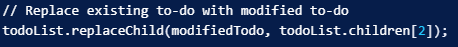 // Replace existing to-do with modified to-do
todoList.replaceChild(modifiedTodo, todoList.children[2]);